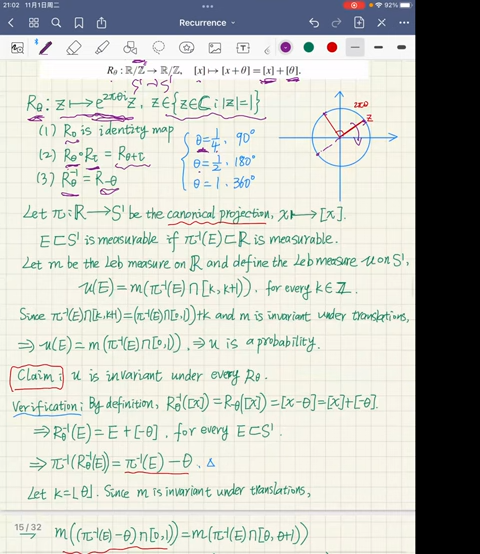 21:02 11月1日周二
52%
Recurrence
R_θ : ℝ/ℤ → ℝ/ℤ, [x] ↦ [x + θ] = [x] + [θ].
S¹ S¹
R_θ: z ↦ e^{2πθi} z, z ∈ {z ∈ ℂ : |z| = 1}
2πθ
z
(1) R_0 is identity map
(2) R_θ ∘ R_τ = R_{θ+τ}
(3) R_θ^{-1} = R_{-θ}
θ = 1/4, 90°
θ = 1/2, 180°
θ = 1, 360°
Let π: ℝ → S¹ be the canonical projection, x ↦ [x].
E ⊂ S¹ is measurable if π^{-1}(E) ⊂ ℝ is measurable.
Let m be the Leb measure on ℝ and define the Leb measure u on S¹,
u(E) = m(π^{-1}(E) ∩ [k, k+1)), for every k ∈ ℤ.
Since π^{-1}(E) ∩ [k, k+1) = (π^{-1}(E) ∩ [0, 1)) + k and m is invariant under translations,
⇒ u(E) = m(π^{-1}(E) ∩ [0, 1)), ⇒ u is a probability.
Claim: u is invariant under every R_θ.
Verification: By definition, R_θ^{-1}([x]) = R_{-θ}([x]) = [x-θ] = [x] + [-θ].
⇒ R_θ^{-1}(E) = E + [-θ], for every E ⊂ S¹
⇒ π^{-1}(R_θ^{-1}(E)) = π^{-1}(E) - θ. Δ
Let k = ⌊θ⌋. Since m is invariant under translations,
15 / 32
→ m((π^{-1}(E) - θ) ∩ [0, 1)) = m(π^{-1}(E) ∩ [θ, θ+1))